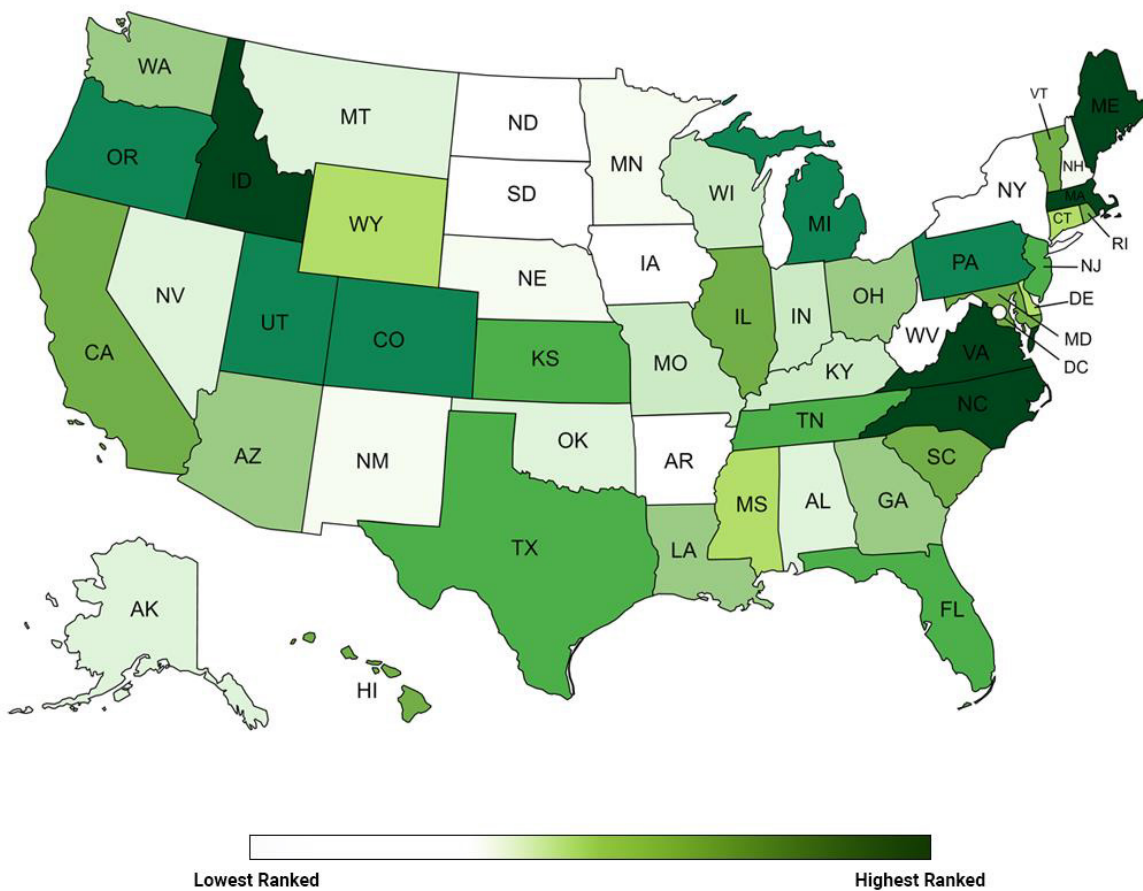 WA
MT
ND
MN
VT
ME
OR
ID
SD
WI
NY
NH
MA
WY
MI
CT
RI
IA
PA
NJ
NV
NE
OH
DE
UT
CO
IL
IN
WV
MD
CA
KS
MO
KY
VA
DC
AZ
NM
OK
AR
TN
NC
SC
MS
AL
GA
TX
LA
AK
FL
HI
Lowest Ranked
Highest Ranked